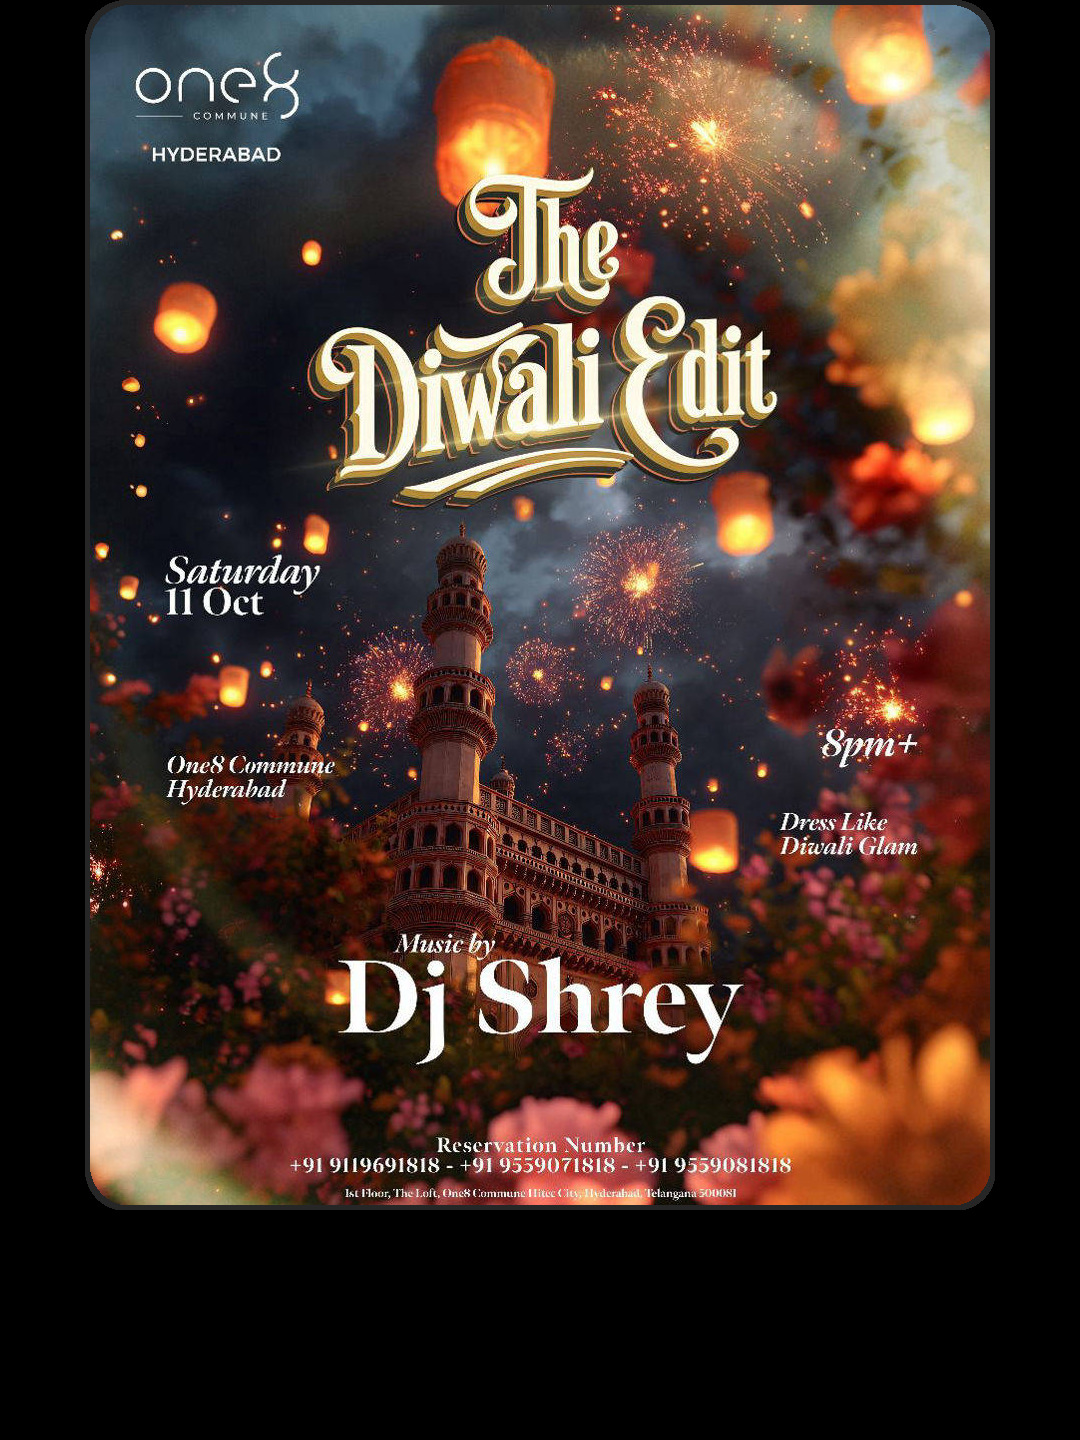 one8
COMMUNE
HYDERABAD
The
Diwali Edit
Saturday
11 Oct
One8 Commune
Hyderabad
8pm+
Dress Like
Diwali Glam
Music by
Dj Shrey
Reservation Number
+91 9119691818 - +91 9559071818 - +91 9559081818
1st Floor, The Loft, One8 Commune Hitec City, Hyderabad, Telangana 500081